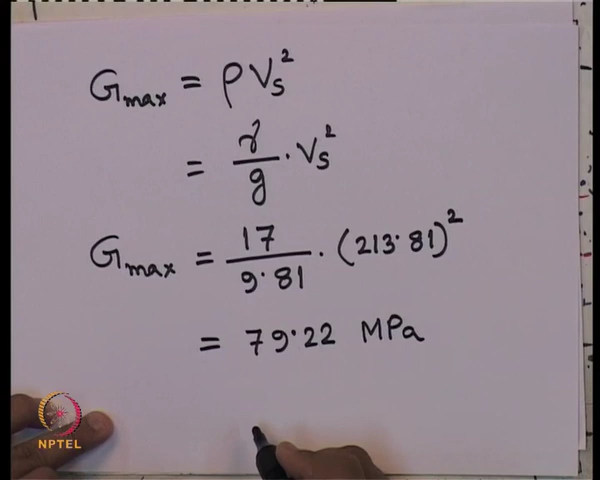 Gmax = ρVs²
= γ/g · Vs²
Gmax = 17/9.81 · (213.81)²
= 79.22 MPa
NPTEL